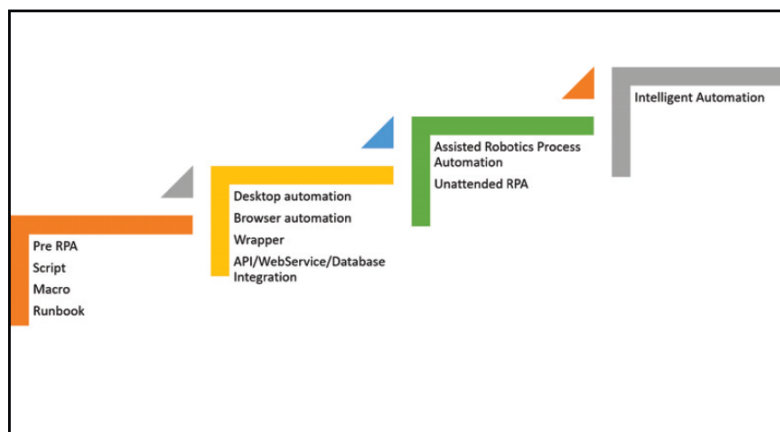 Pre RPA
Script
Macro
Runbook
Desktop automation
Browser automation
Wrapper
API/WebService/Database
Integration
Assisted Robotics Process
Automation
Unattended RPA
Intelligent Automation